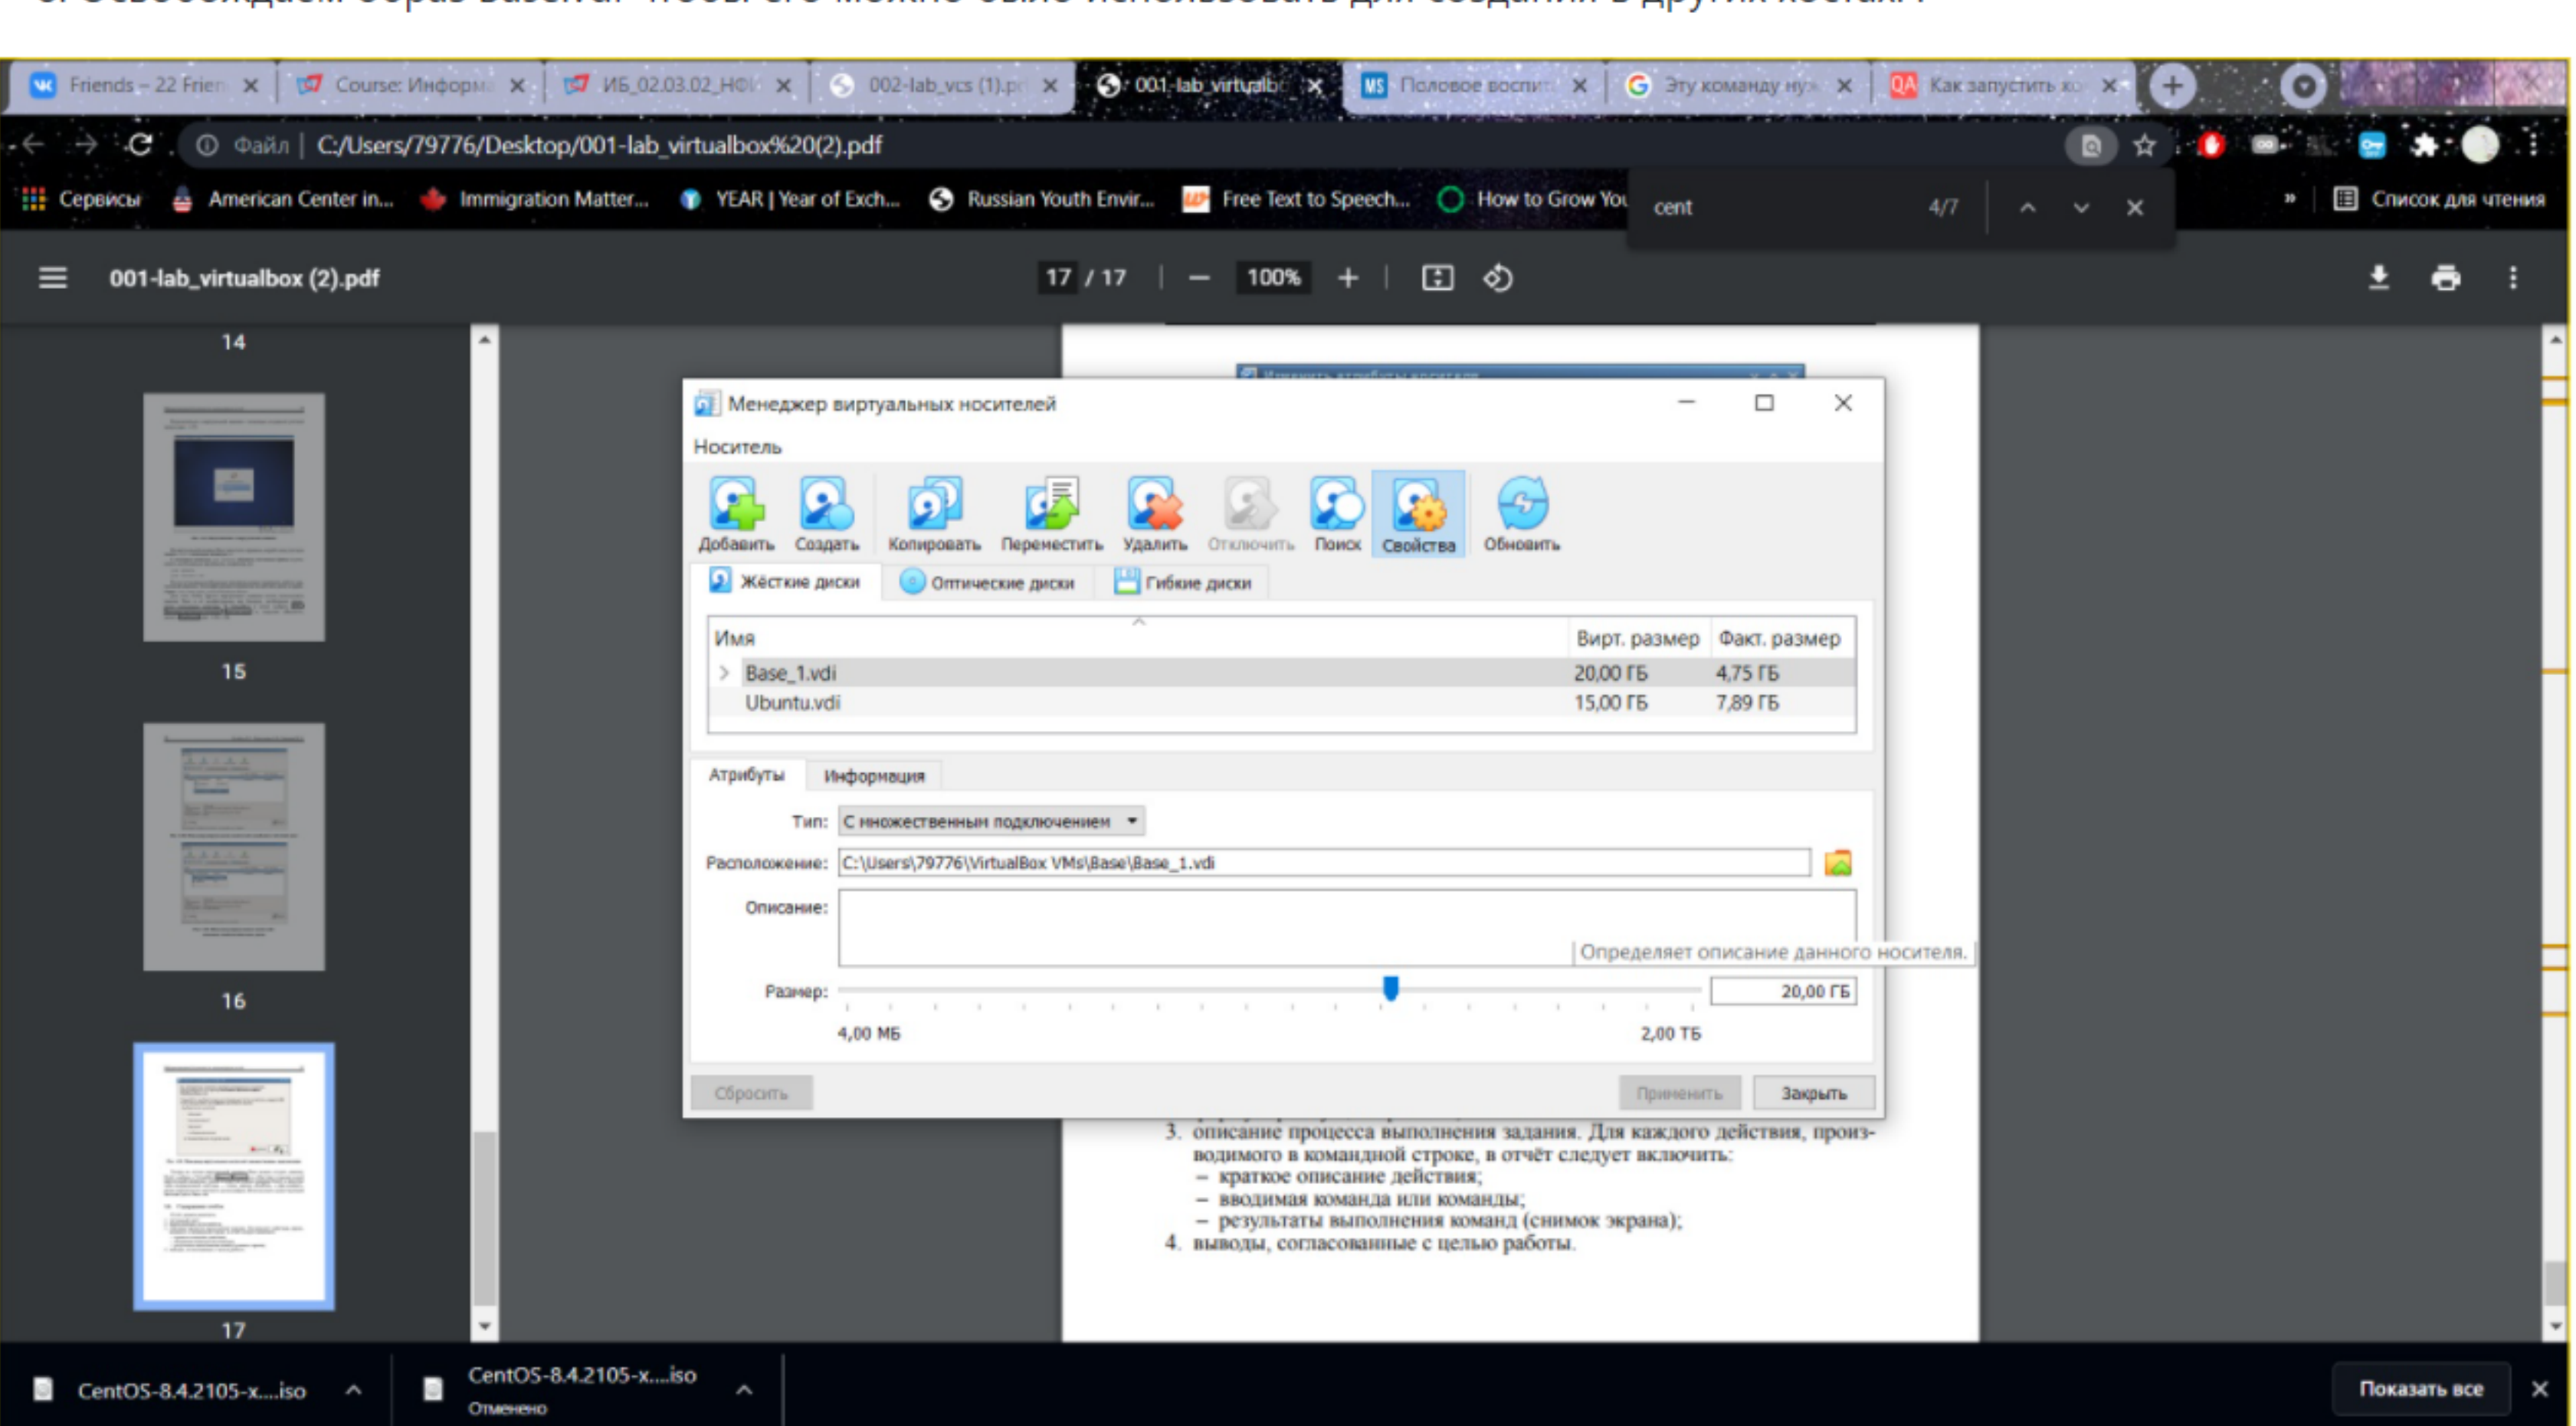 Friends – 22 Frien
Course: Информа
ИБ_02.03.02_НФИ
002-lab_vcs (1).p
001-lab_virtualb
Половое воспит
Эту команду нуж
Как запустить ко
Файл | C:/Users/79776/Desktop/001-lab_virtualbox%20(2).pdf
Сервисы American Center in... Immigration Matter... YEAR | Year of Exch... Russian Youth Envir... Free Text to Speech... How to Grow You » Список для чтения
cent 4/7
001-lab_virtualbox (2).pdf 17 / 17 — 100% +
14
15
16
17
Менеджер виртуальных носителей
Носитель
Добавить Создать Копировать Переместить Удалить Отключить Поиск Свойства Обновить
Жёсткие диски Оптические диски Гибкие диски
Имя Вирт. размер Факт. размер
Base_1.vdi 20,00 ГБ 4,75 ГБ
Ubuntu.vdi 15,00 ГБ 7,89 ГБ
Атрибуты Информация
Тип: С множественным подключением
Расположение: C:\Users\79776\VirtualBox VMs\Base\Base_1.vdi
Описание:
Определяет описание данного носителя.
Размер: 20,00 ГБ
4,00 МБ 2,00 ТБ
Сбросить Применить Закрыть
3. описание процесса выполнения задания. Для каждого действия, произ-
водимого в командной строке, в отчёт следует включить:
– краткое описание действия;
– вводимая команда или команды;
– результаты выполнения команд (снимок экрана);
4. выводы, согласованные с целью работы.
CentOS-8.4.2105-x....iso
CentOS-8.4.2105-x....iso
Отменено
Показать все